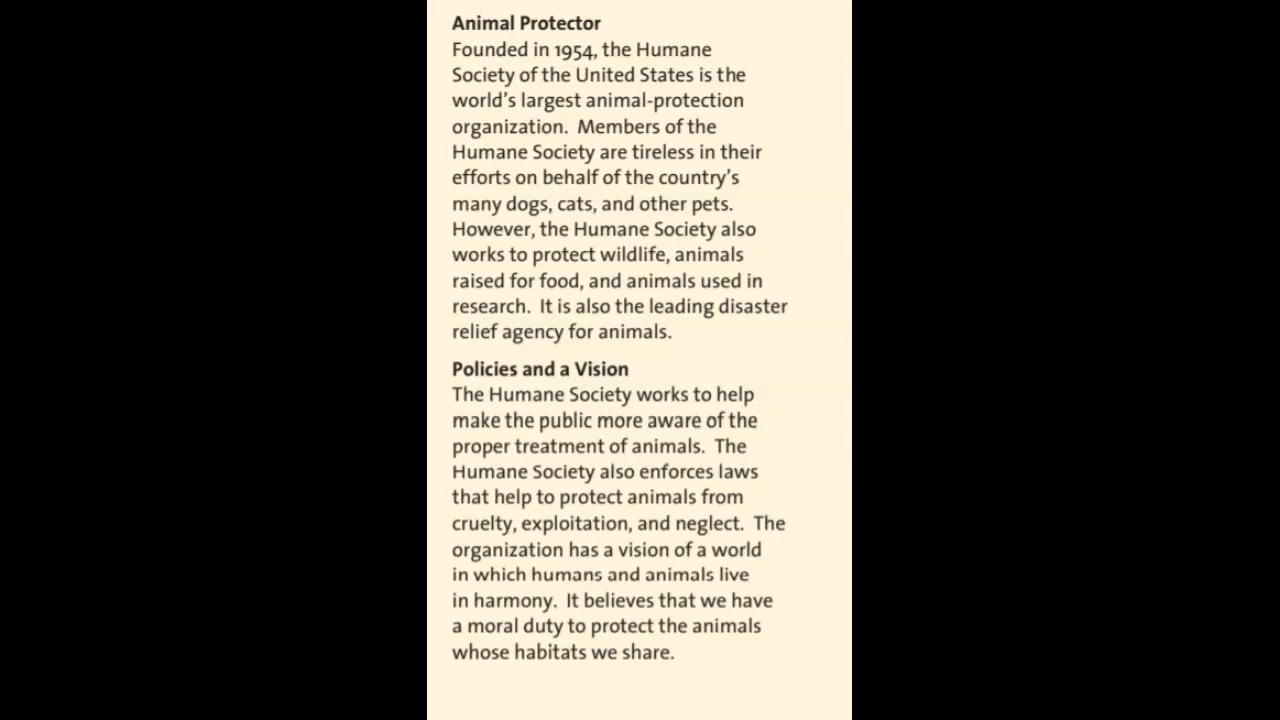 Animal Protector
Founded in 1954, the Humane
Society of the United States is the
world's largest animal-protection
organization.  Members of the
Humane Society are tireless in their
efforts on behalf of the country's
many dogs, cats, and other pets.
However, the Humane Society also
works to protect wildlife, animals
raised for food, and animals used in
research.  It is also the leading disaster
relief agency for animals.
Policies and a Vision
The Humane Society works to help
make the public more aware of the
proper treatment of animals.  The
Humane Society also enforces laws
that help to protect animals from
cruelty, exploitation, and neglect.  The
organization has a vision of a world
in which humans and animals live
in harmony.  It believes that we have
a moral duty to protect the animals
whose habitats we share.